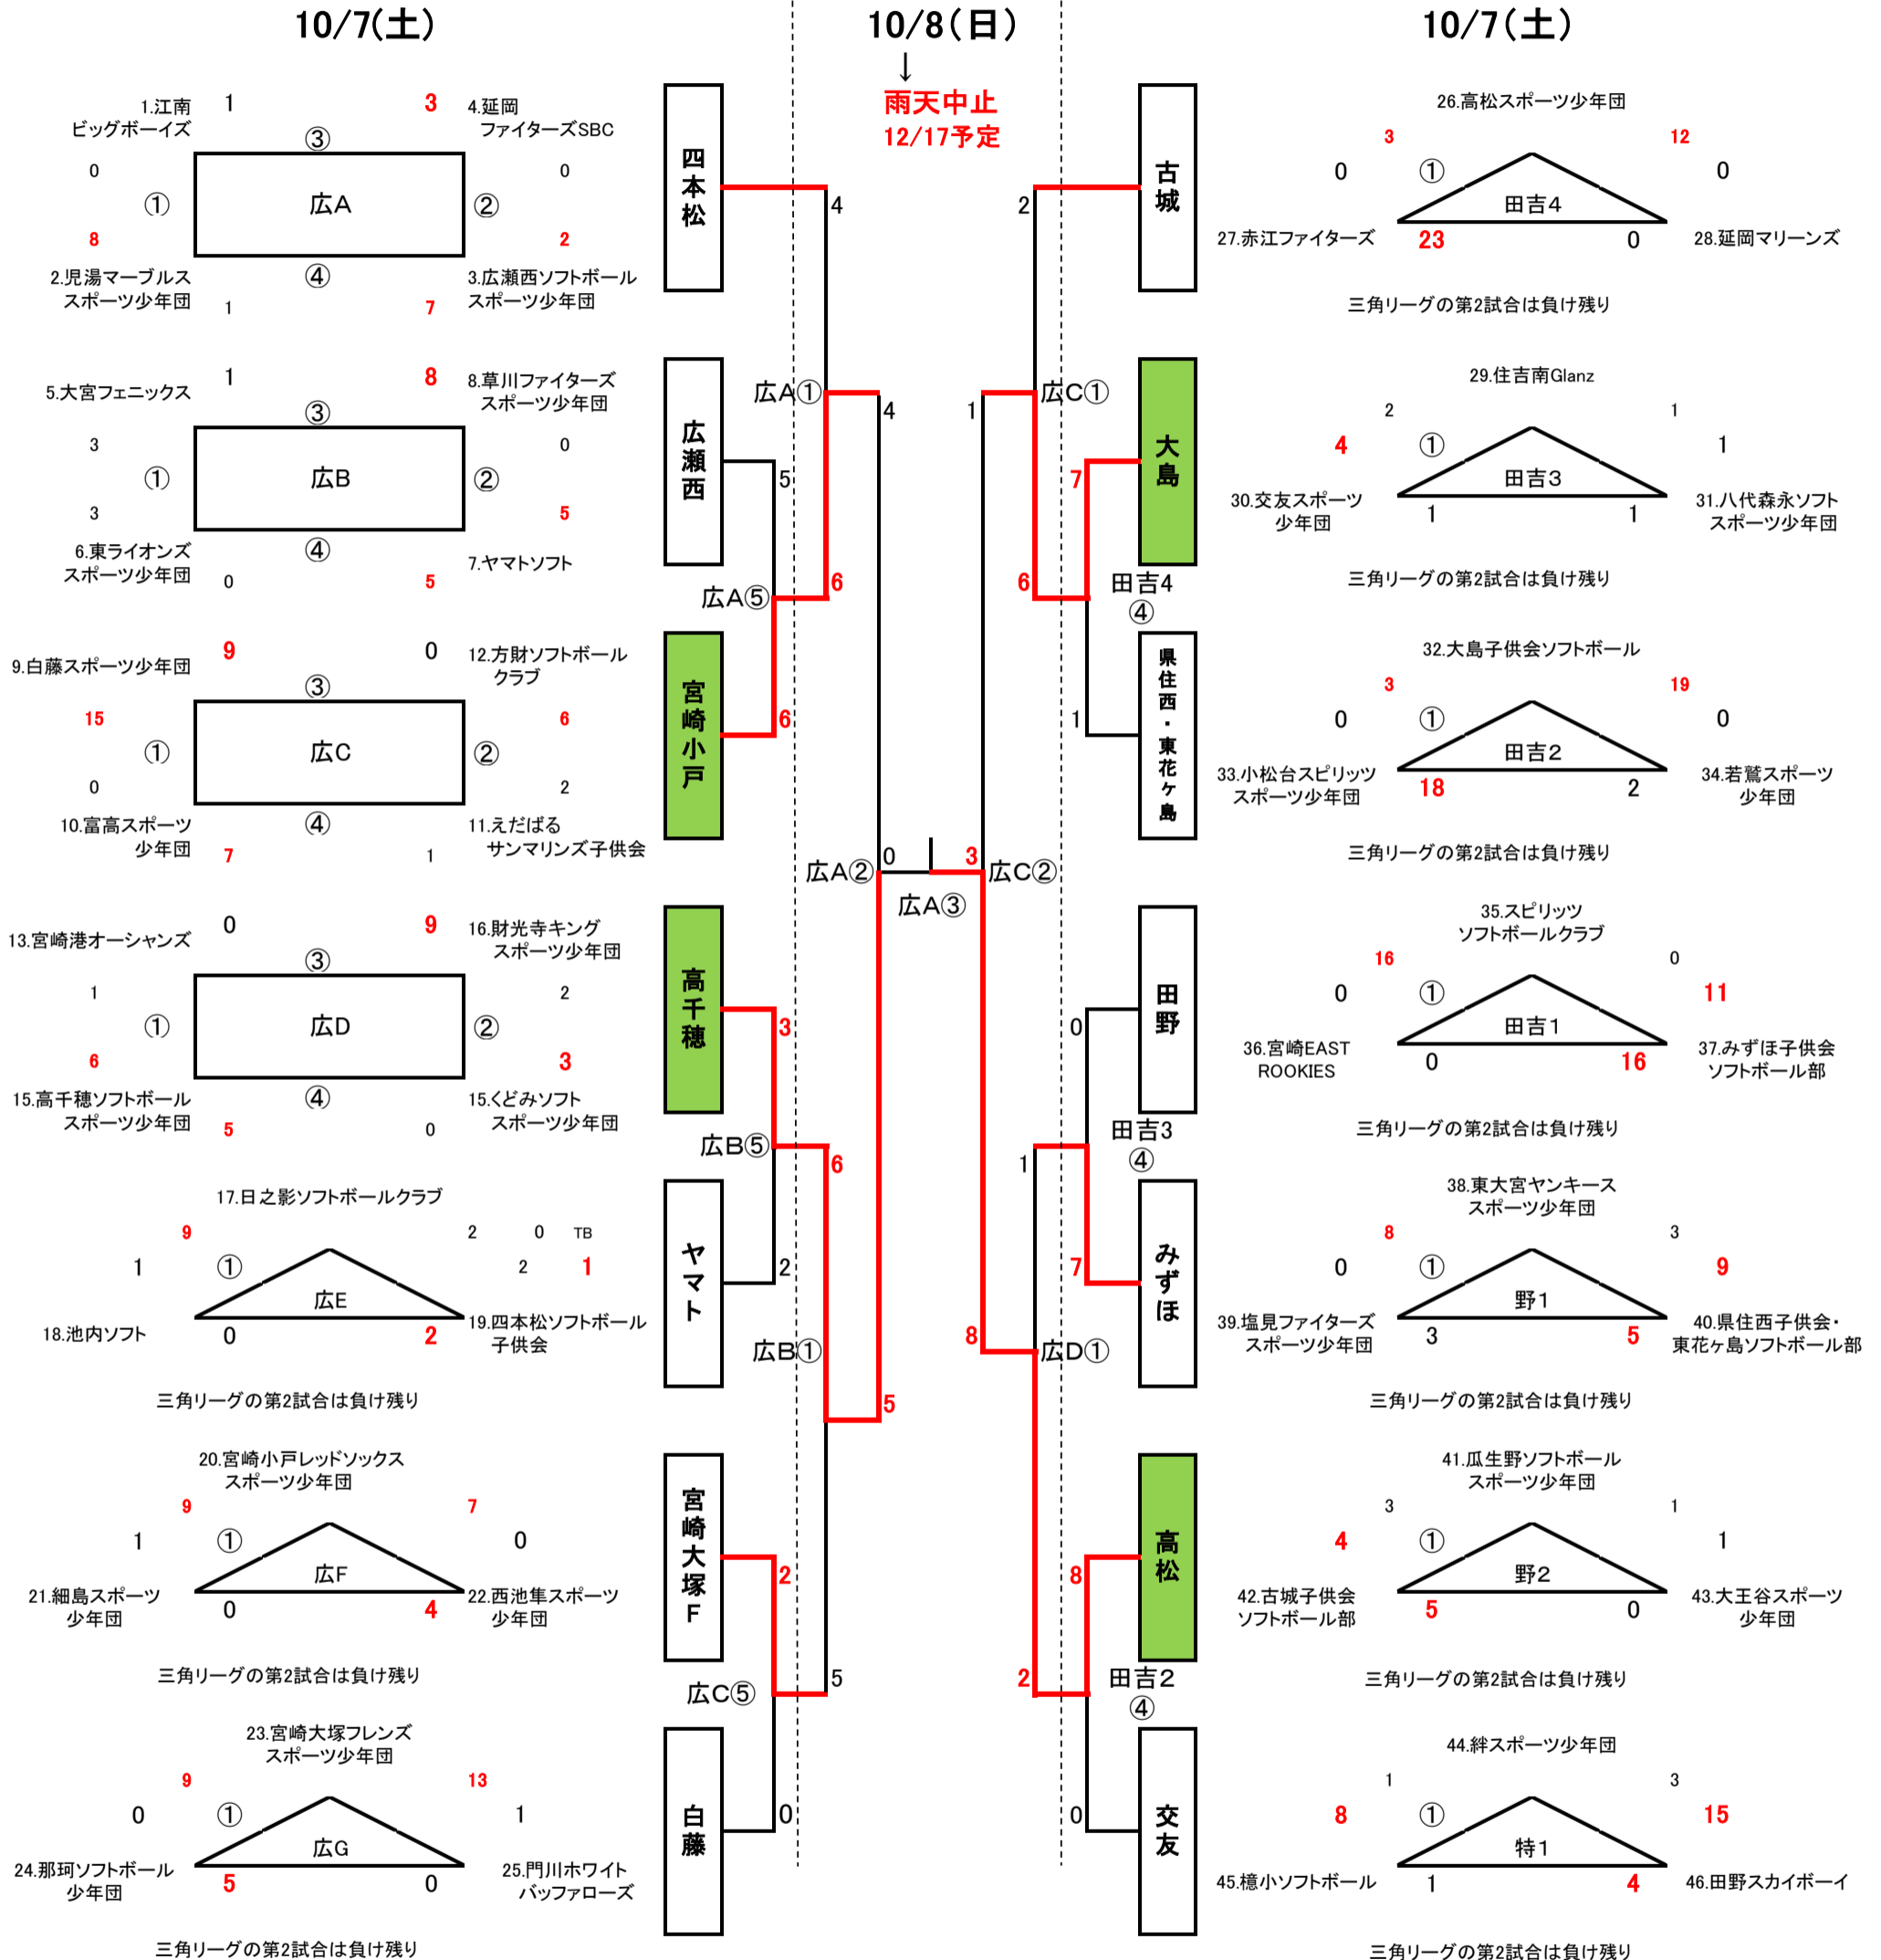 10/7(土)
10/8(日)
10/7(土)
↓
雨天中止
12/17予定
1.江南
ビッグボーイズ
1
3
4.延岡
ファイターズSBC
③
0
0
①
広A
②
8
2
2.児湯マーブルス
スポーツ少年団
④
3.広瀬西ソフトボール
スポーツ少年団
1
7
5.大宮フェニックス
1
8
8.草川ファイターズ
スポーツ少年団
③
3
0
①
広B
②
3
5
6.東ライオンズ
スポーツ少年団
④
7.ヤマトソフト
0
5
9.白藤スポーツ少年団
9
0
12.方財ソフトボール
クラブ
③
15
6
①
広C
②
0
2
10.富高スポーツ
少年団
④
11.えだばる
サンマリンズ子供会
7
1
13.宮崎港オーシャンズ
0
9
16.財光寺キング
スポーツ少年団
③
1
2
①
広D
②
6
3
15.高千穂ソフトボール
スポーツ少年団
④
15.くどみソフト
スポーツ少年団
5
0
17.日之影ソフトボールクラブ
9
2 0 TB
1
①
2 1
広E
18.池内ソフト
0
2
19.四本松ソフトボール
子供会
三角リーグの第2試合は負け残り
20.宮崎小戸レッドソックス
スポーツ少年団
9
7
1
①
0
広F
21.細島スポーツ
少年団
0
4
22.西池隼スポーツ
少年団
三角リーグの第2試合は負け残り
23.宮崎大塚フレンズ
スポーツ少年団
9
13
0
①
1
広G
24.那珂ソフトボール
少年団
5
0
25.門川ホワイト
バッファローズ
三角リーグの第2試合は負け残り
四本松
広瀬西
宮崎小戸
高千穂
ヤマト
宮崎大塚F
白藤
4
広A①
4
5
広A⑤
6
6
広A②
0
広A③
3
広B⑤
6
2
広B①
5
2
広C⑤
5
0
2
1
広C①
7
6
田吉4
④
1
3
広C②
0
田吉3
④
1
7
8
広D①
8
2
田吉2
④
0
古城
大島
県住西・東花ヶ島
田野
みずほ
高松
交友
26.高松スポーツ少年団
3
12
0
①
0
田吉4
27.赤江ファイターズ
23
0
28.延岡マリーンズ
三角リーグの第2試合は負け残り
29.住吉南Glanz
2
1
4
①
1
田吉3
30.交友スポーツ
少年団
1
1
31.八代森永ソフト
スポーツ少年団
三角リーグの第2試合は負け残り
32.大島子供会ソフトボール
3
19
0
①
0
田吉2
33.小松台スピリッツ
スポーツ少年団
18
2
34.若鷲スポーツ
少年団
三角リーグの第2試合は負け残り
35.スピリッツ
ソフトボールクラブ
16
0
0
①
11
田吉1
36.宮崎EAST
ROOKIES
0
16
37.みずほ子供会
ソフトボール部
三角リーグの第2試合は負け残り
38.東大宮ヤンキース
スポーツ少年団
8
3
0
①
9
野1
39.塩見ファイターズ
スポーツ少年団
3
5
40.県住西子供会・
東花ヶ島ソフトボール部
三角リーグの第2試合は負け残り
41.瓜生野ソフトボール
スポーツ少年団
3
1
4
①
1
野2
42.古城子供会
ソフトボール部
5
0
43.大王谷スポーツ
少年団
三角リーグの第2試合は負け残り
44.絆スポーツ少年団
1
3
8
①
15
特1
45.檍小ソフトボール
1
4
46.田野スカイボーイ
三角リーグの第2試合は負け残り